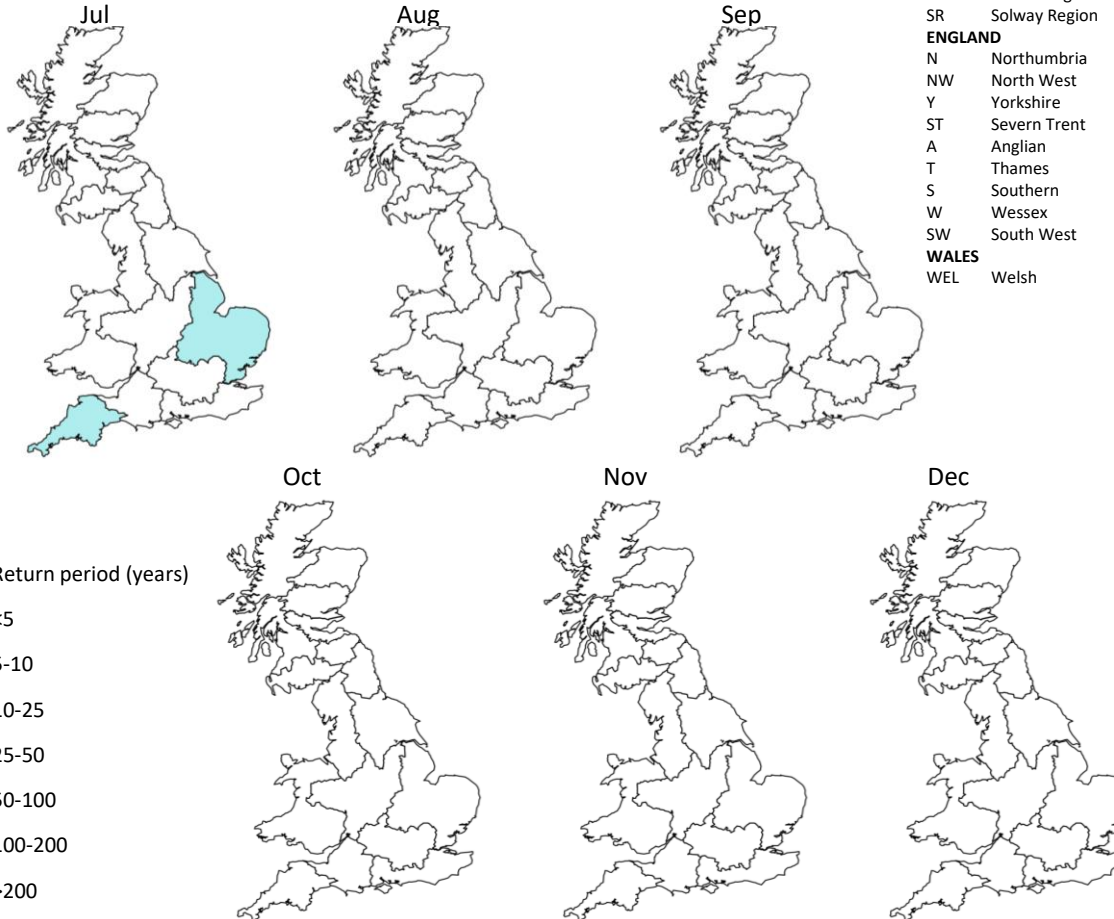 Jul
Aug
Sep
SR Solway Region
ENGLAND
N Northumbria
NW North West
Y Yorkshire
ST Severn Trent
A Anglian
T Thames
S Southern
W Wessex
SW South West
WALES
WEL Welsh
Oct
Nov
Dec
Return period (years)
<5
5-10
10-25
25-50
50-100
100-200
>200